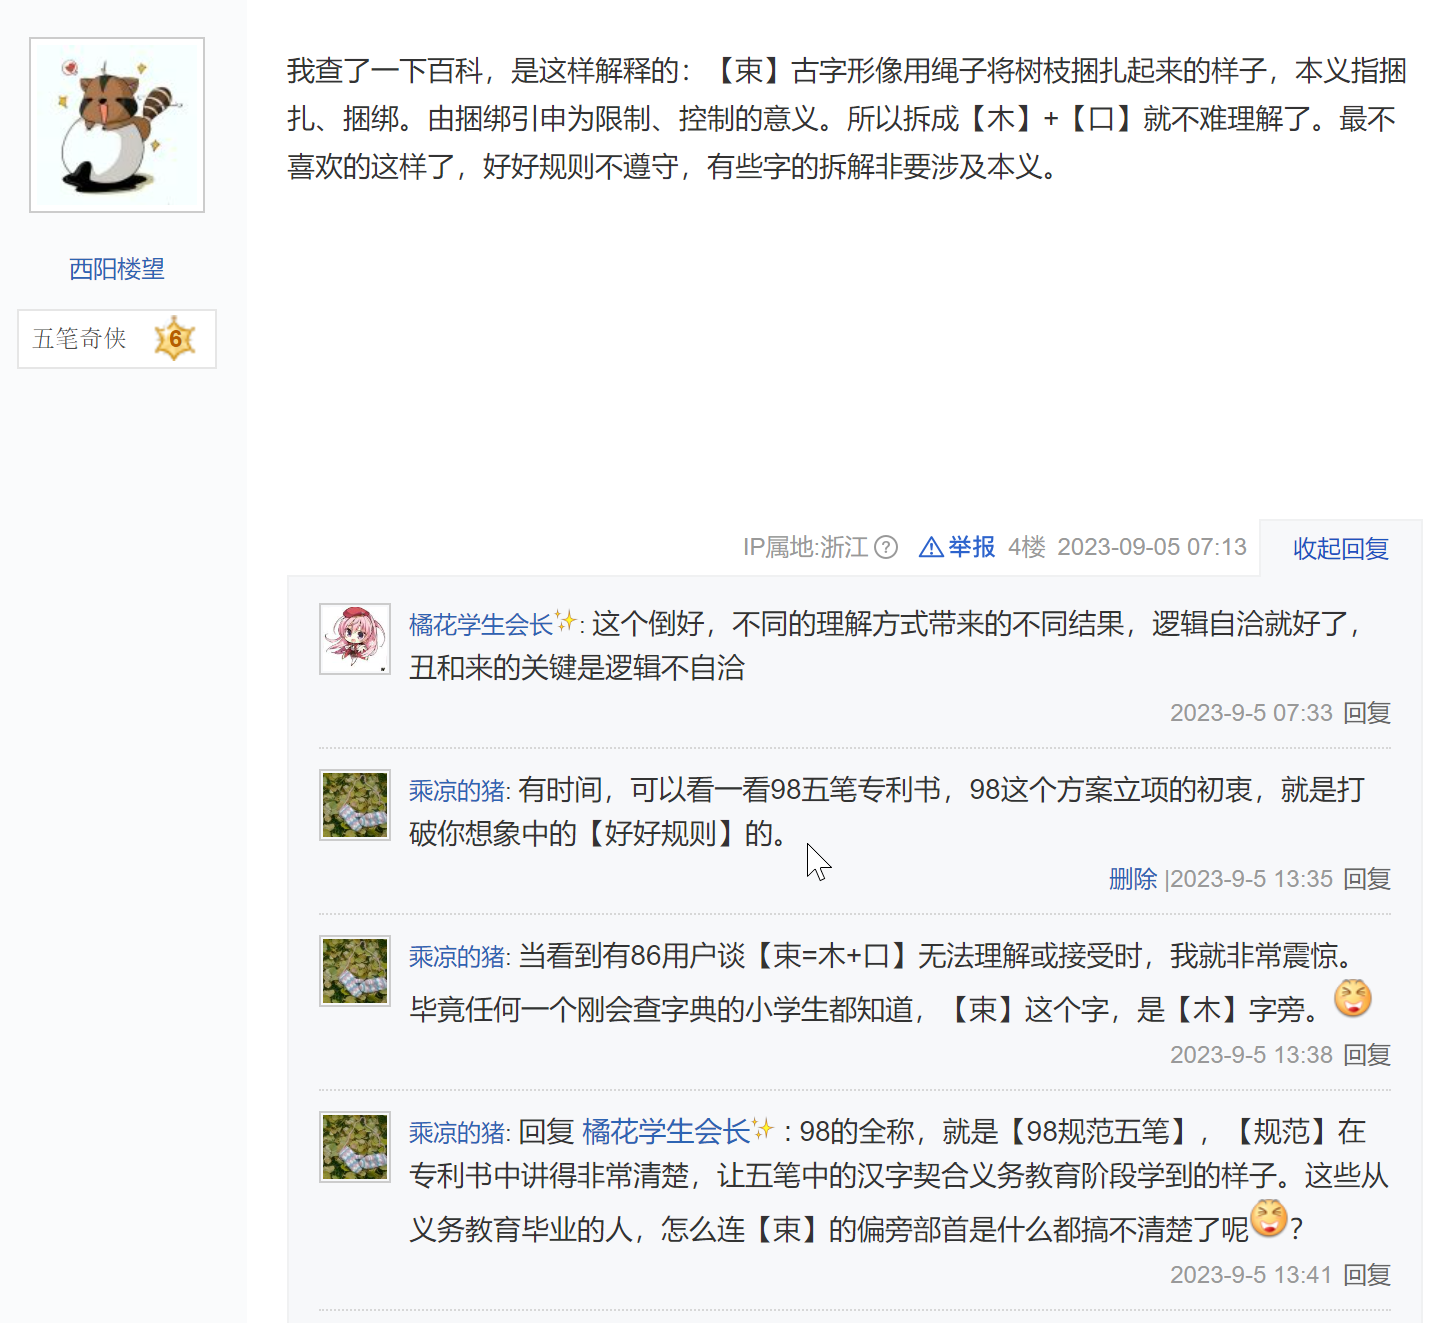 我查了一下百科，是这样解释的：【束】古字形像用绳子将树枝捆扎起来的样子，本义指捆
扎、捆绑。由捆绑引申为限制、控制的意义。所以拆成【木】+【口】就不难理解了。最不
喜欢的这样了，好好规则不遵守，有些字的拆解非要涉及本义。
西阳楼望
五笔奇侠 6
IP属地:浙江 ? 举报 4楼 2023-09-05 07:13 收起回复
橘花学生会长✨: 这个倒好，不同的理解方式带来的不同结果，逻辑自洽就好了，
丑和来的关键是逻辑不自洽
2023-9-5 07:33 回复
乘凉的猪: 有时间，可以看一看98五笔专利书，98这个方案立项的初衷，就是打
破你想象中的【好好规则】的。
删除 |2023-9-5 13:35 回复
乘凉的猪: 当看到有86用户谈【束=木+口】无法理解或接受时，我就非常震惊。
毕竟任何一个刚会查字典的小学生都知道，【束】这个字，是【木】字旁。
2023-9-5 13:38 回复
乘凉的猪: 回复 橘花学生会长✨ : 98的全称，就是【98规范五笔】，【规范】在
专利书中讲得非常清楚，让五笔中的汉字契合义务教育阶段学到的样子。这些从
义务教育毕业的人，怎么连【束】的偏旁部首是什么都搞不清楚了呢？
2023-9-5 13:41 回复